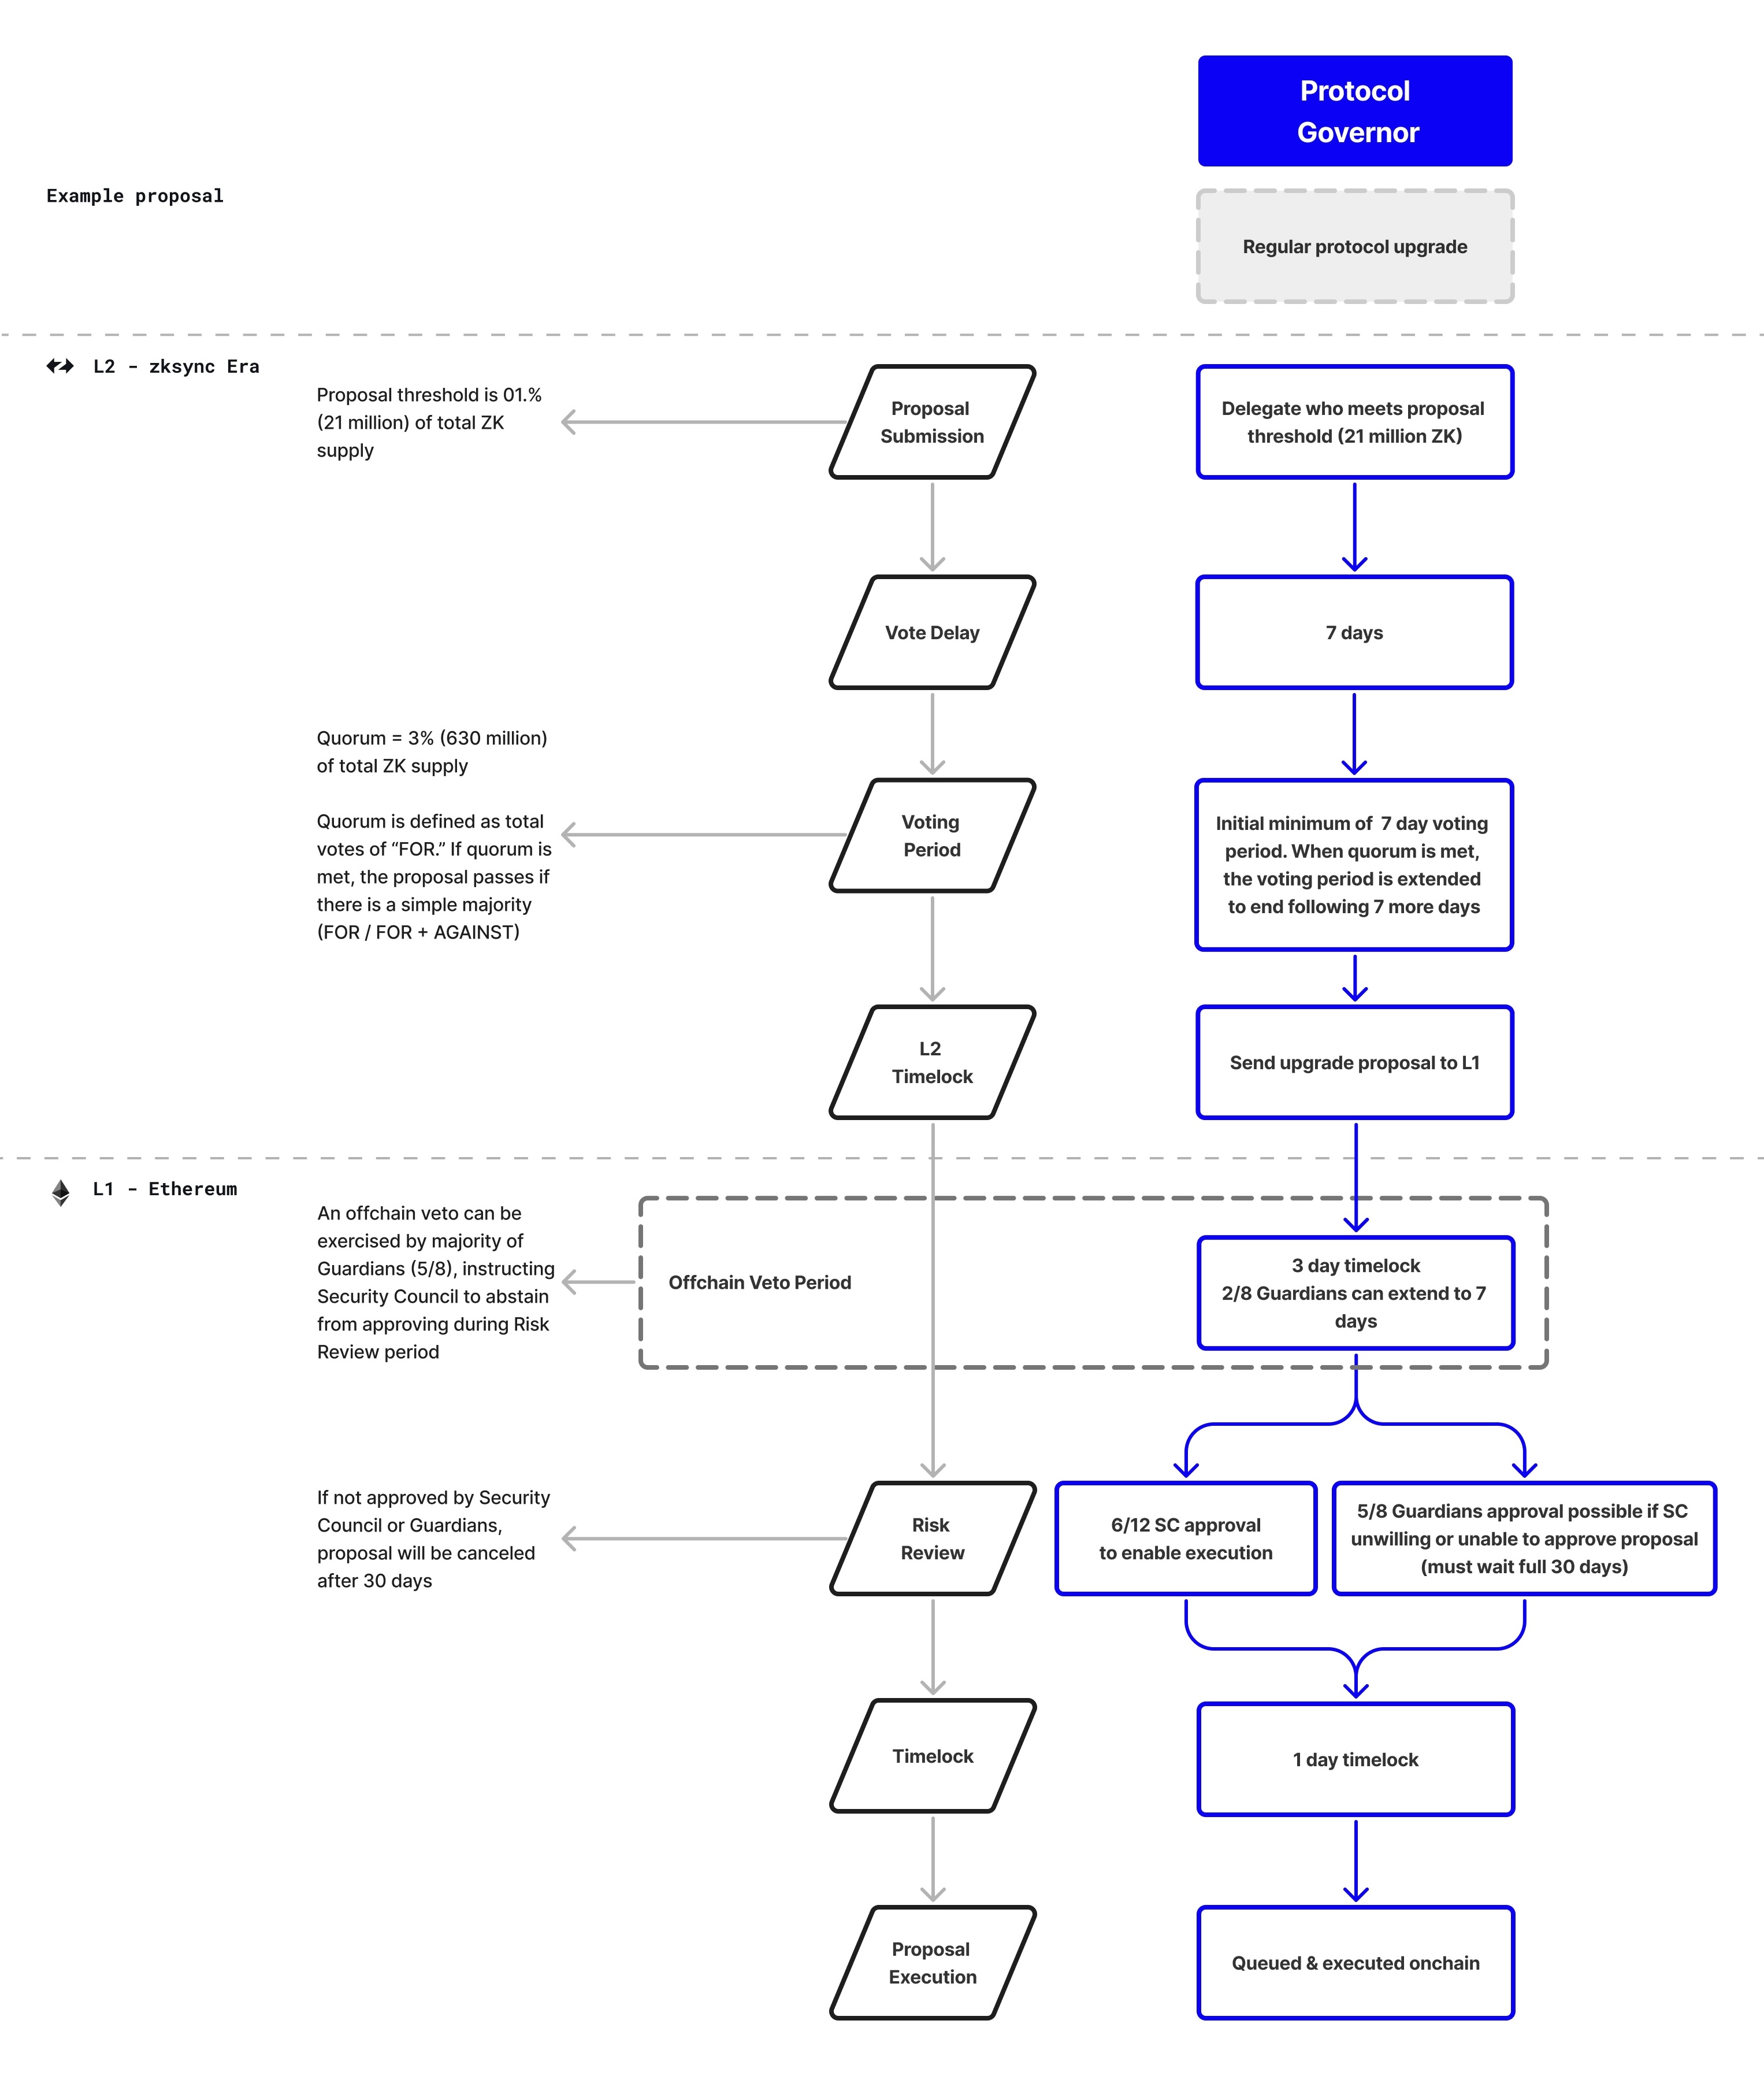 Protocol
Governor
Example proposal
Regular protocol upgrade
L2 - zksync Era
Proposal threshold is 01.%
(21 million) of total ZK
supply
Proposal
Submission
Delegate who meets proposal
threshold (21 million ZK)
Vote Delay
7 days
Quorum = 3% (630 million)
of total ZK supply
Quorum is defined as total
votes of “FOR.” If quorum is
met, the proposal passes if
there is a simple majority
(FOR / FOR + AGAINST)
Voting
Period
Initial minimum of 7 day voting
period. When quorum is met,
the voting period is extended
to end following 7 more days
L2
Timelock
Send upgrade proposal to L1
L1 - Ethereum
An offchain veto can be
exercised by majority of
Guardians (5/8), instructing
Security Council to abstain
from approving during Risk
Review period
Offchain Veto Period
3 day timelock
2/8 Guardians can extend to 7
days
If not approved by Security
Council or Guardians,
proposal will be canceled
after 30 days
Risk
Review
6/12 SC approval
to enable execution
5/8 Guardians approval possible if SC
unwilling or unable to approve proposal
(must wait full 30 days)
Timelock
1 day timelock
Proposal
Execution
Queued & executed onchain